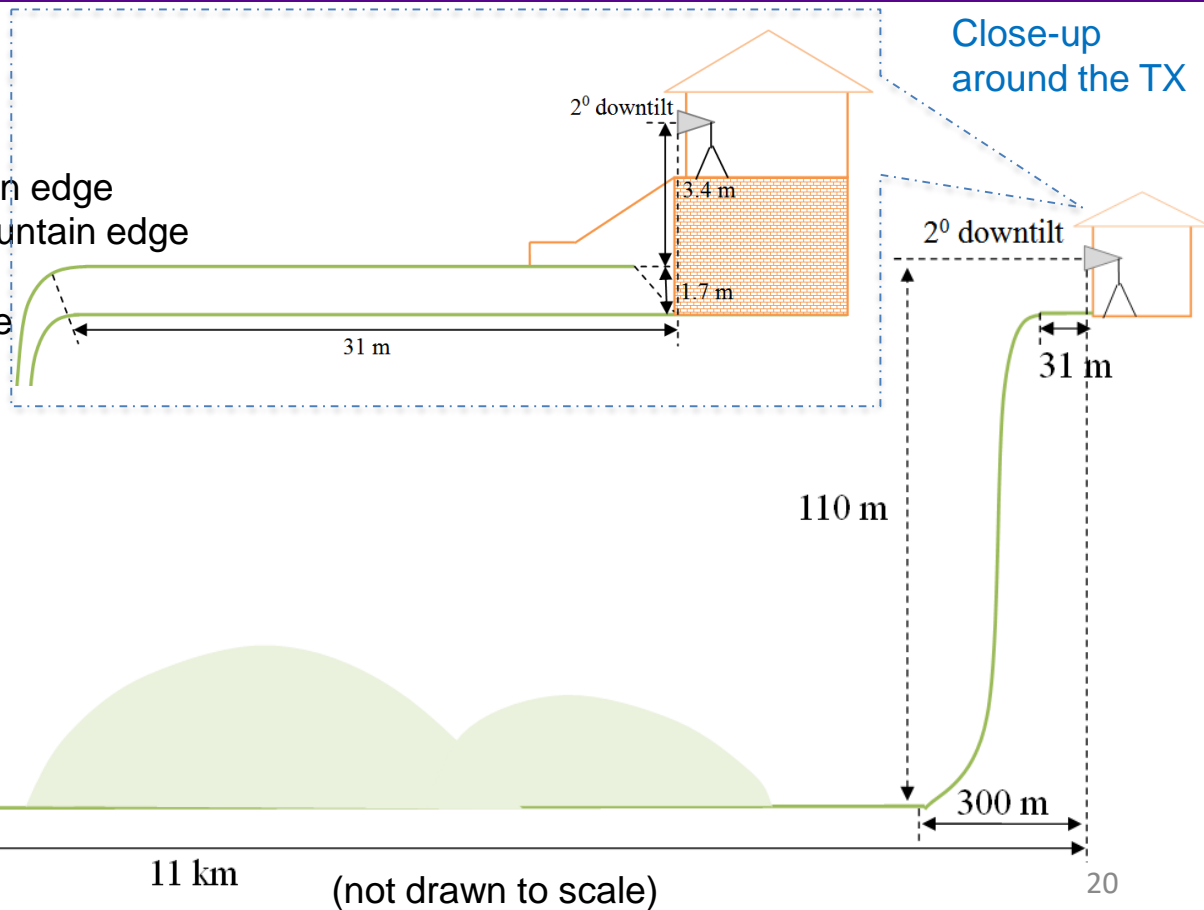 Close-up
around the TX
2⁰ downtilt
edge
edge
3.4 m
1.7 m
31 m
2⁰ downtilt
31 m
110 m
300 m
11 km
(not drawn to scale)
20